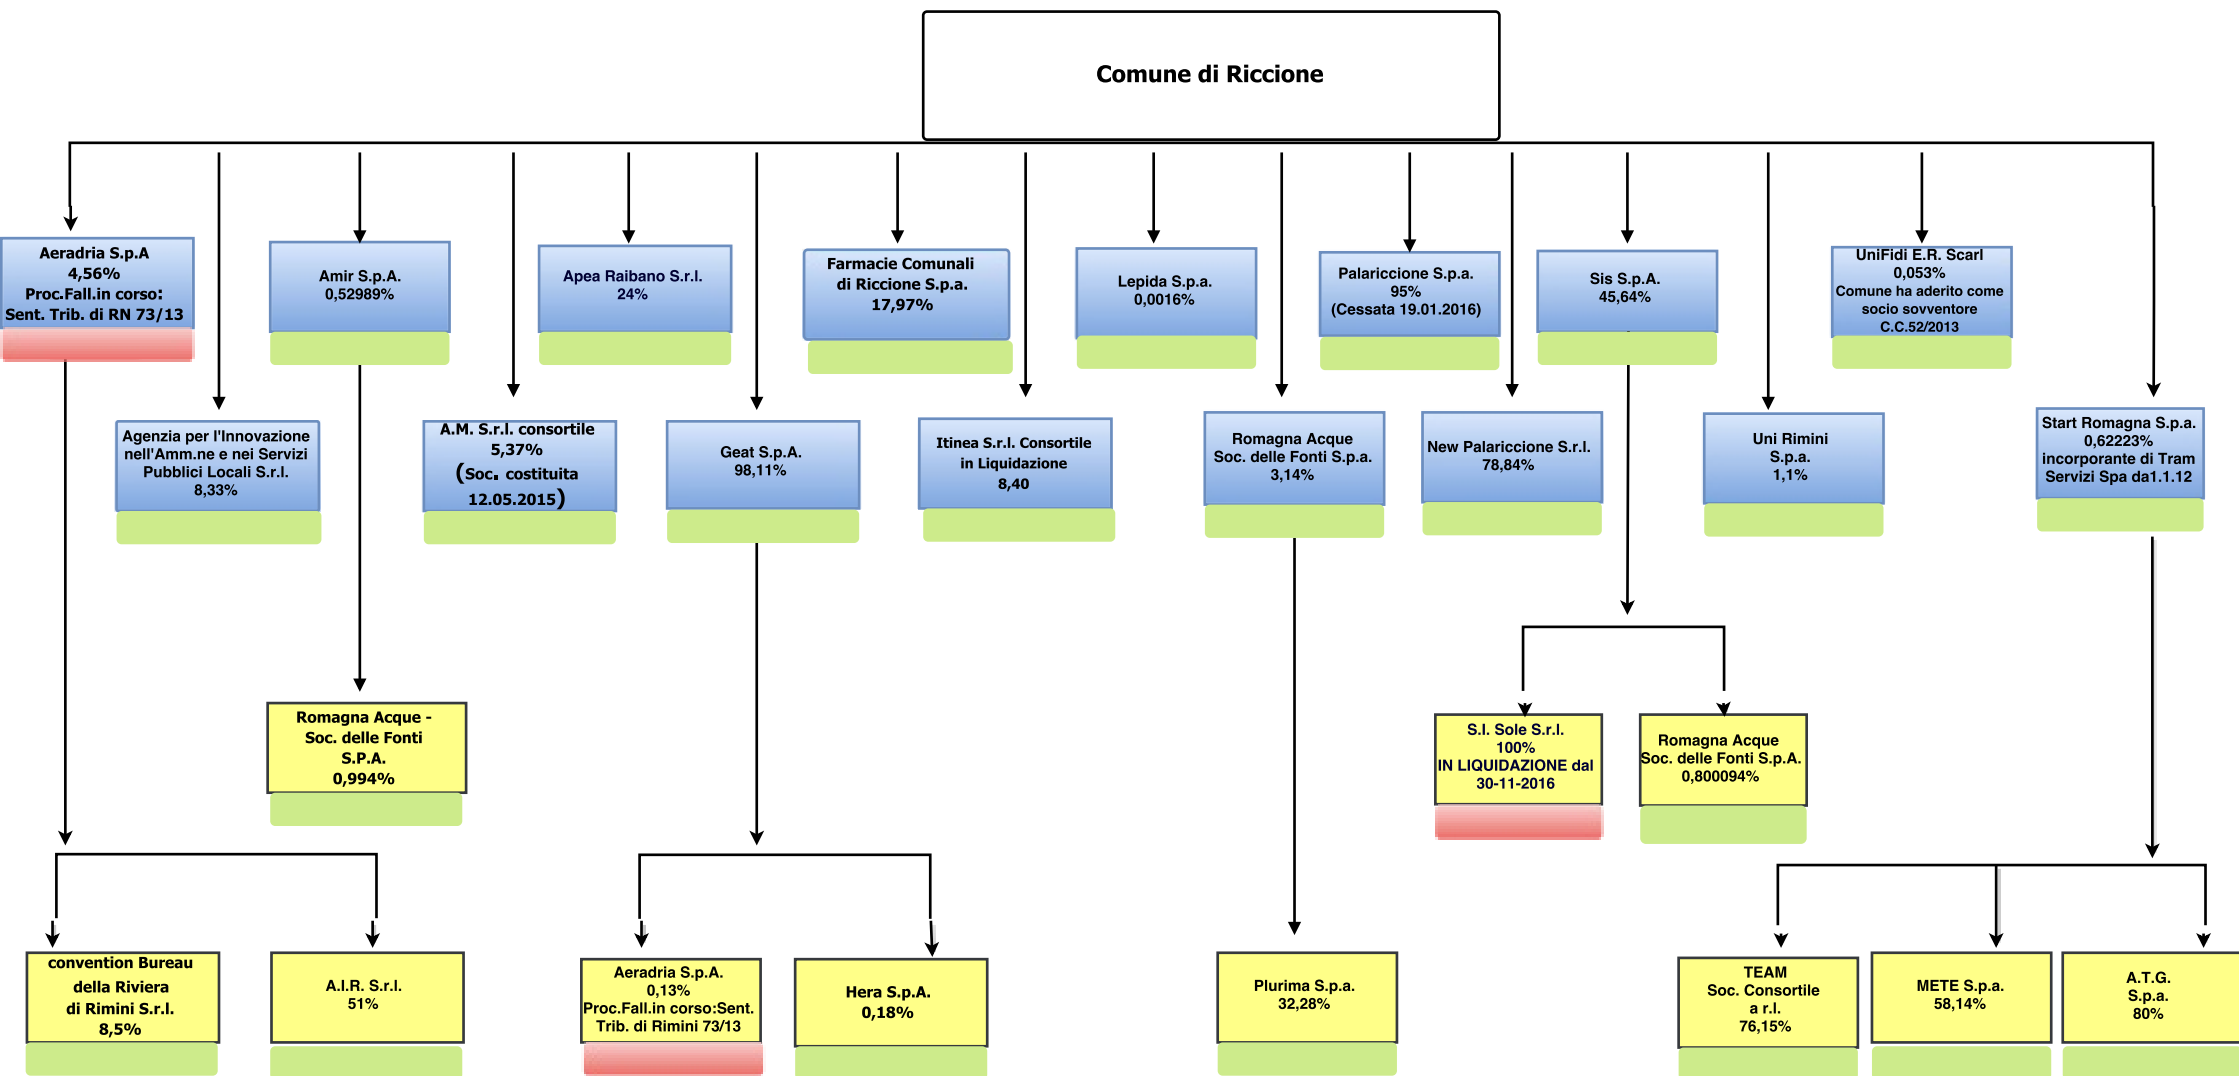 Comune di Riccione
Aeradria S.p.A
4,56%
Proc.Fall.in corso:
Sent. Trib. di RN 73/13
Amir S.p.A.
0,52989%
Apea Raibano S.r.l.
24%
Farmacie Comunali
di Riccione S.p.a.
17,97%
Lepida S.p.a.
0,0016%
Palariccione S.p.a.
95%
(Cessata 19.01.2016)
Sis S.p.A.
45,64%
UniFidi E.R. Scarl
0,053%
Comune ha aderito come
socio sovventore
C.C.52/2013
Agenzia per l'Innovazione
nell'Amm.ne e nei Servizi
Pubblici Locali S.r.l.
8,33%
A.M. S.r.l. consortile
5,37%
(Soc. costituita
12.05.2015)
Geat S.p.A.
98,11%
Itinea S.r.l. Consortile
in Liquidazione
8,40
Romagna Acque
Soc. delle Fonti S.p.a.
3,14%
New Palariccione S.r.l.
78,84%
Uni Rimini
S.p.a.
1,1%
Start Romagna S.p.a.
0,62223%
incorporante di Tram
Servizi Spa da1.1.12
Romagna Acque -
Soc. delle Fonti
S.P.A.
0,994%
S.I. Sole S.r.l.
100%
IN LIQUIDAZIONE dal
30-11-2016
Romagna Acque
Soc. delle Fonti S.p.A.
0,800094%
convention Bureau
della Riviera
di Rimini S.r.l.
8,5%
A.I.R. S.r.l.
51%
Aeradria S.p.A.
0,13%
Proc.Fall.in corso:Sent.
Trib. di Rimini 73/13
Hera S.p.A.
0,18%
Plurima S.p.a.
32,28%
TEAM
Soc. Consortile
a r.l.
76,15%
METE S.p.a.
58,14%
A.T.G.
S.p.a.
80%